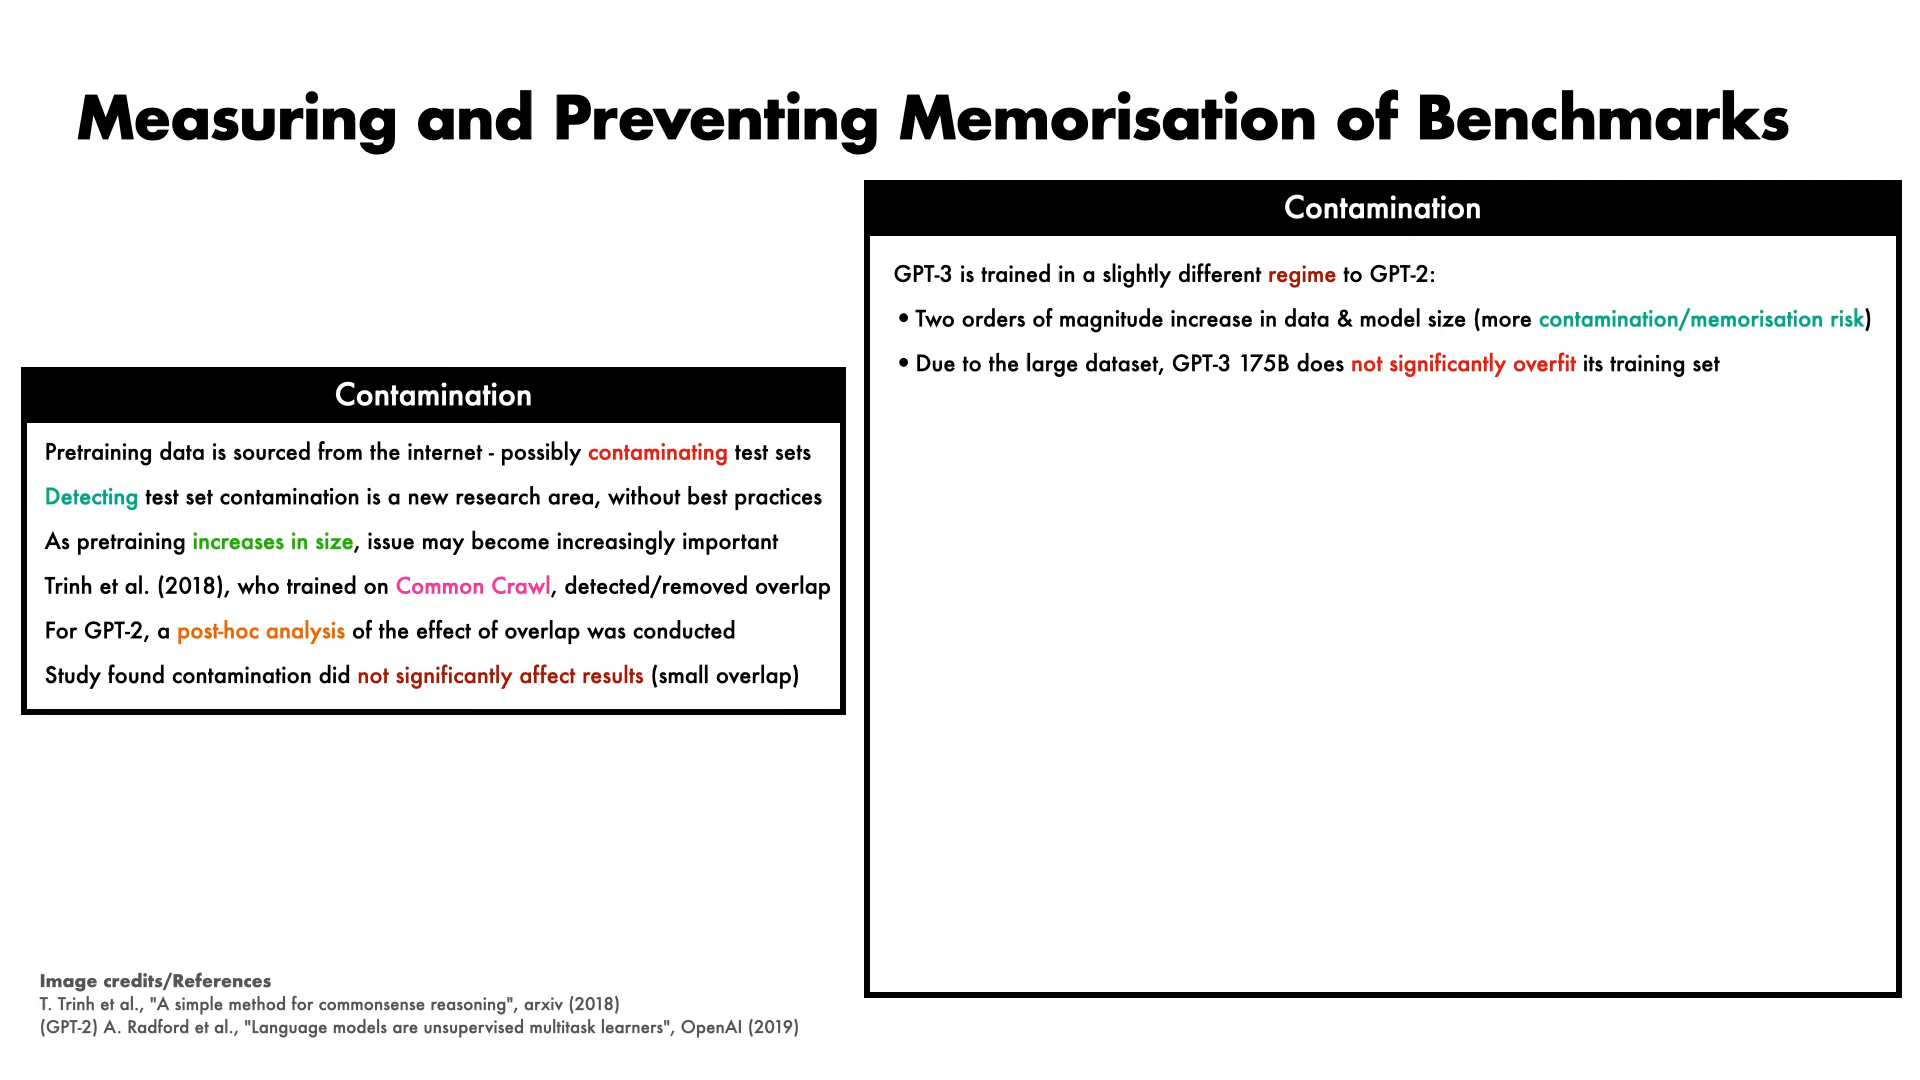 Measuring and Preventing Memorisation of Benchmarks
Contamination
Pretraining data is sourced from the internet - possibly contaminating test sets
Detecting test set contamination is a new research area, without best practices
As pretraining increases in size, issue may become increasingly important
Trinh et al. (2018), who trained on Common Crawl, detected/removed overlap
For GPT-2, a post-hoc analysis of the effect of overlap was conducted
Study found contamination did not significantly affect results (small overlap)
Contamination
GPT-3 is trained in a slightly different regime to GPT-2:
• Two orders of magnitude increase in data & model size (more contamination/memorisation risk)
• Due to the large dataset, GPT-3 175B does not significantly overfit its training set
Image credits/References
T. Trinh et al., "A simple method for commonsense reasoning", arxiv (2018)
(GPT-2) A. Radford et al., "Language models are unsupervised multitask learners", OpenAI (2019)